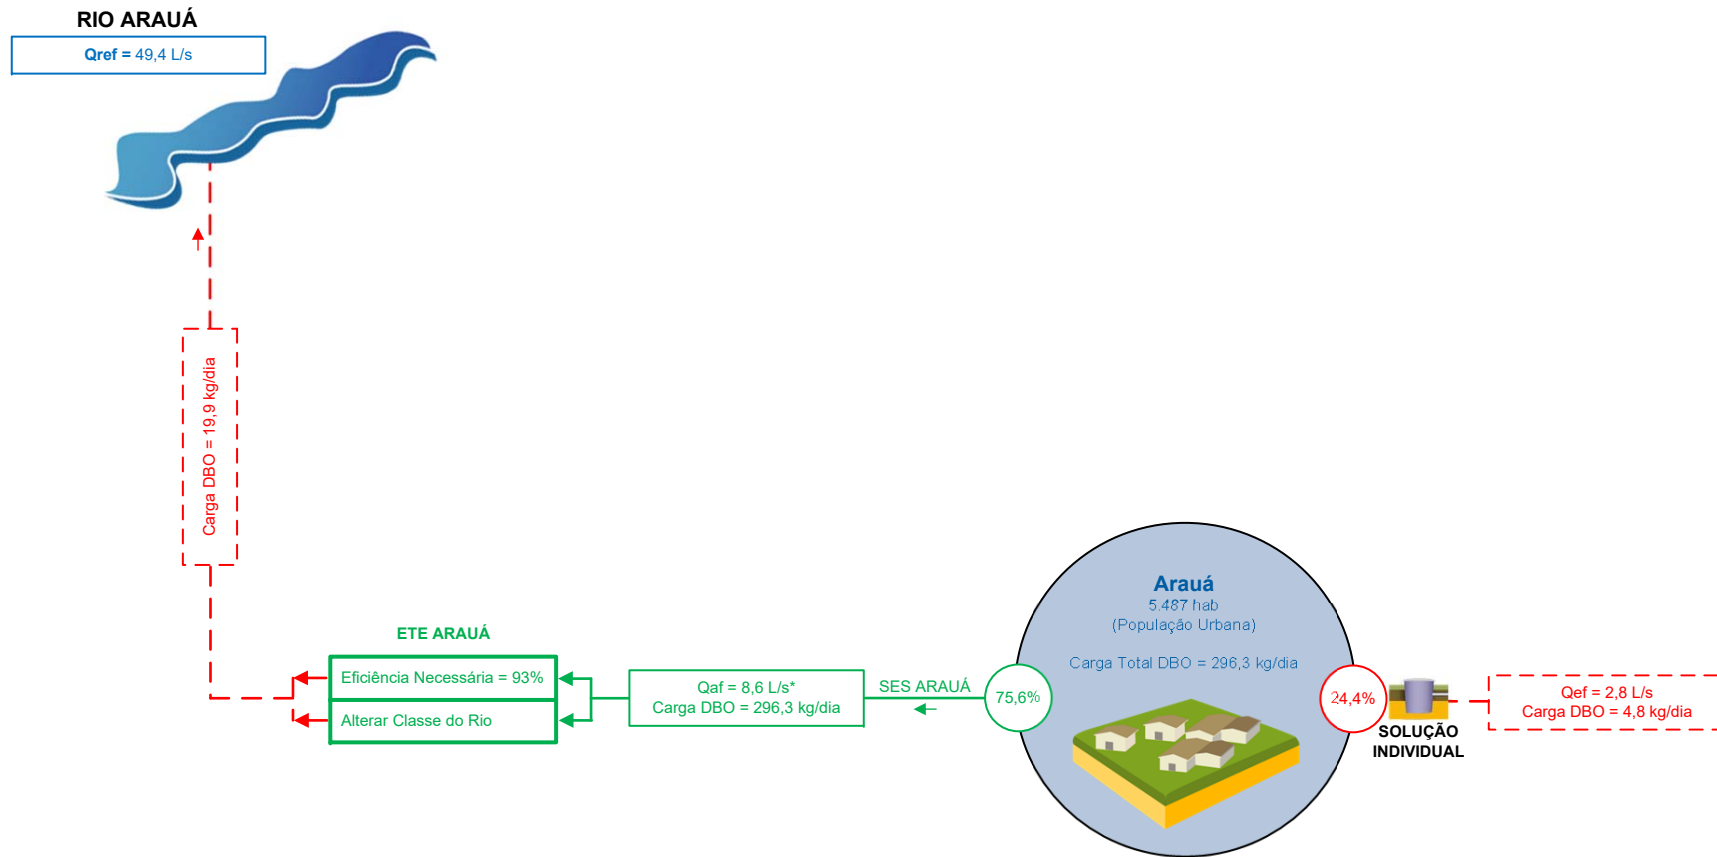 RIO ARAUÁ
Qref = 49,4 L/s
Carga DBO = 19,9 kg/dia
ETE ARAUÁ
Eficiência Necessária = 93%
Alterar Classe do Rio
Qaf = 8,6 L/s*
Carga DBO = 296,3 kg/dia
SES ARAUÁ
75,6%
Arauá
5.487 hab
(População Urbana)
Carga Total DBO = 296,3 kg/dia
24,4%
SOLUÇÃO
INDIVIDUAL
Qef = 2,8 L/s
Carga DBO = 4,8 kg/dia